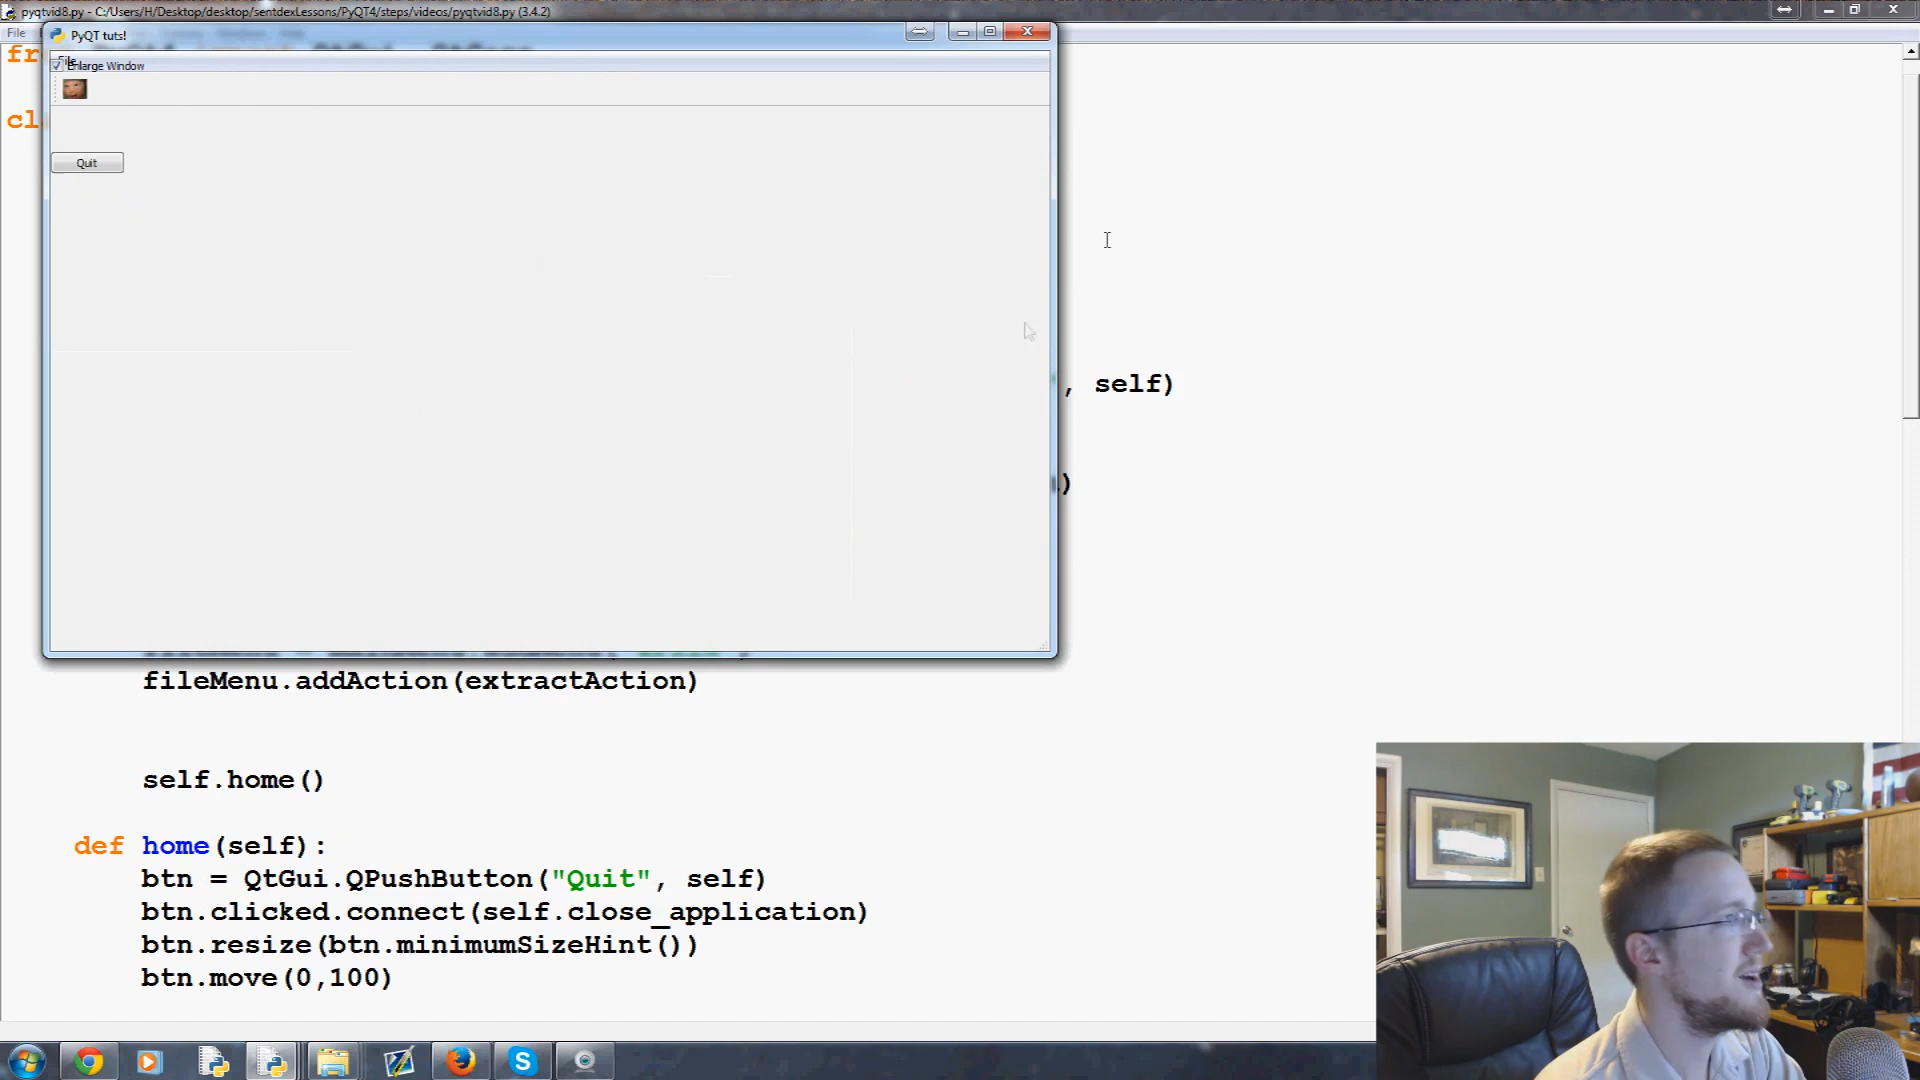 pyqtvid8.py - C:/Users/H/Desktop/desktop/sentdexLessons/PyQT4/steps/videos/pyqtvid8.py (3.4.2)
File
PyQT tuts!
fr
File
Enlarge Window
cl
Quit
, self)
)
fileMenu.addAction(extractAction)
self.home()
def home(self):
btn = QtGui.QPushButton("Quit", self)
btn.clicked.connect(self.close_application)
btn.resize(btn.minimumSizeHint())
btn.move(0,100)